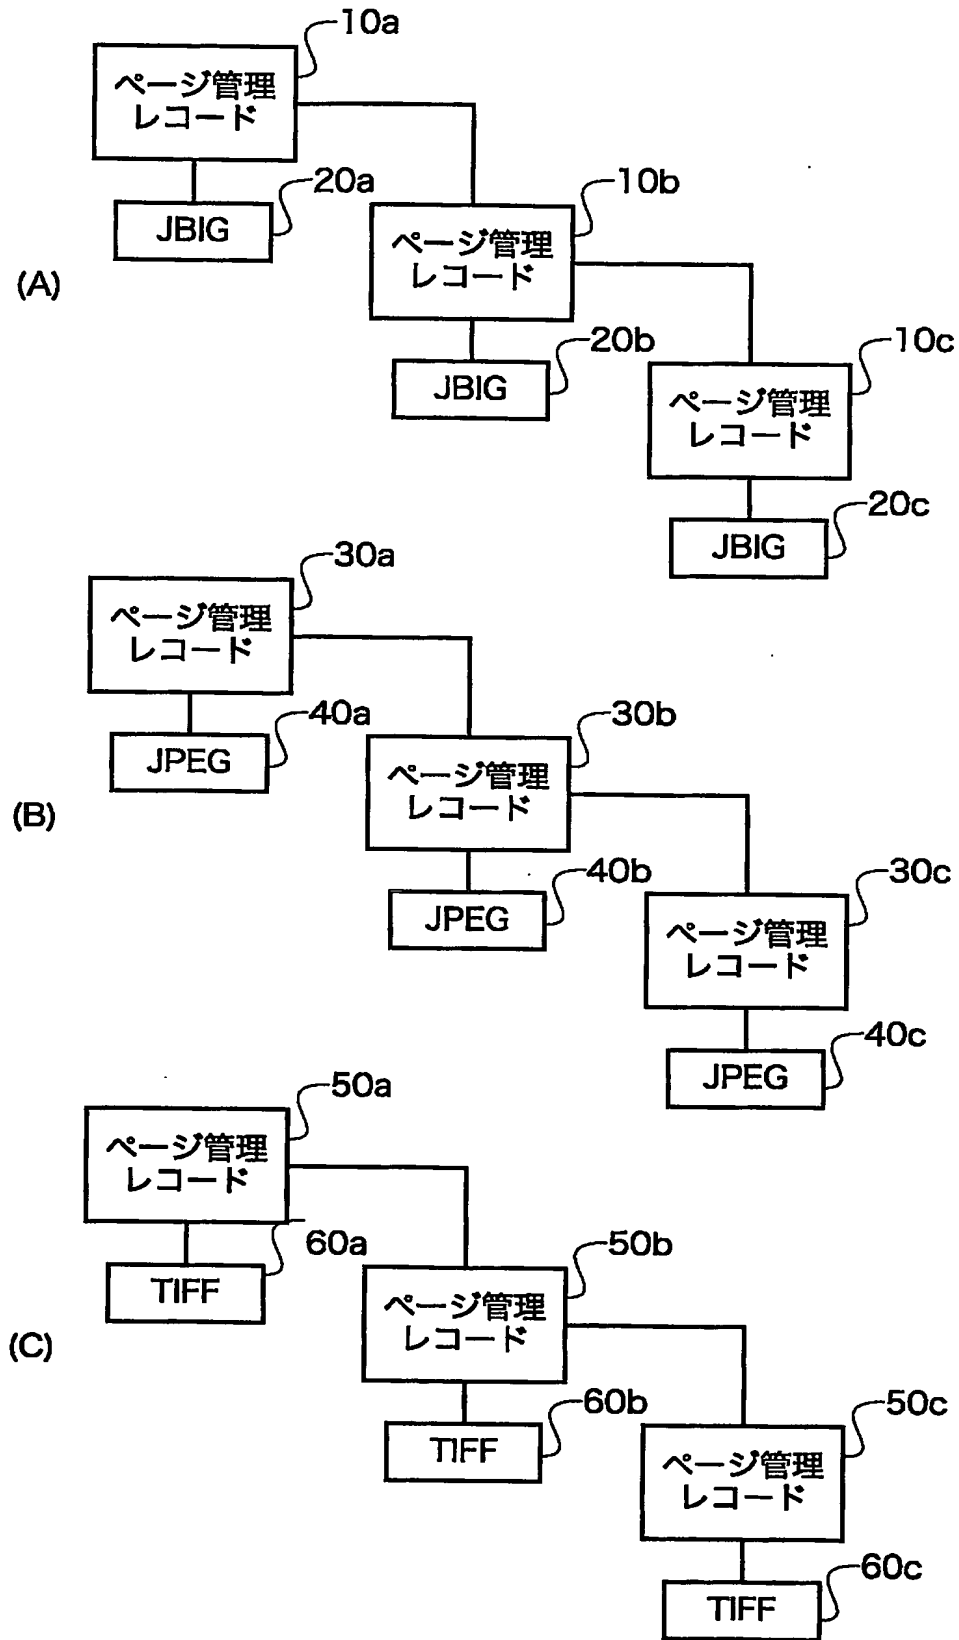 10a
ページ管理
レコード
20a
JBIG
10b
ページ管理
レコード
(A)
20b
JBIG
10c
ページ管理
レコード
20c
JBIG
30a
ページ管理
レコード
40a
JPEG
30b
ページ管理
レコード
(B)
40b
JPEG
30c
ページ管理
レコード
40c
JPEG
50a
ページ管理
レコード
60a
TIFF
50b
ページ管理
レコード
(C)
60b
TIFF
50c
ページ管理
レコード
60c
TIFF